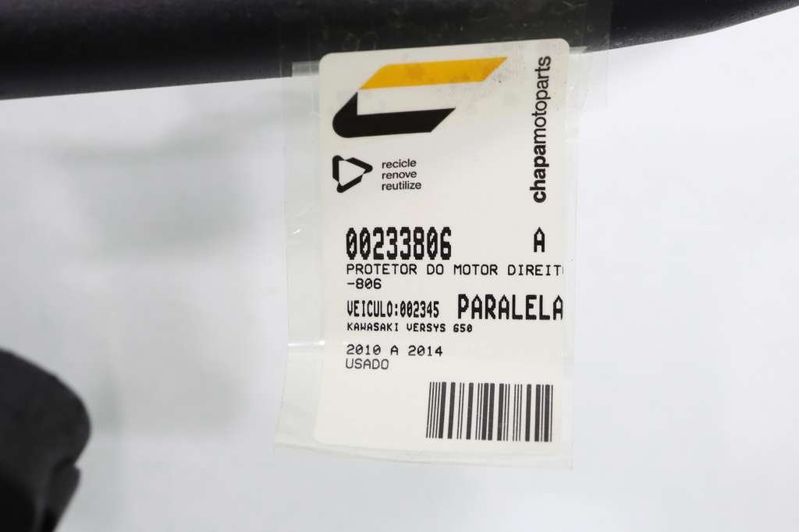 chapamotoparts
recicle
renove
reutilize
00233806 A
PROTETOR DO MOTOR DIREIT
-806
VEICULO:002345 PARALELA
KAWASAKI VERSYS 650
2010 A 2014
USADO